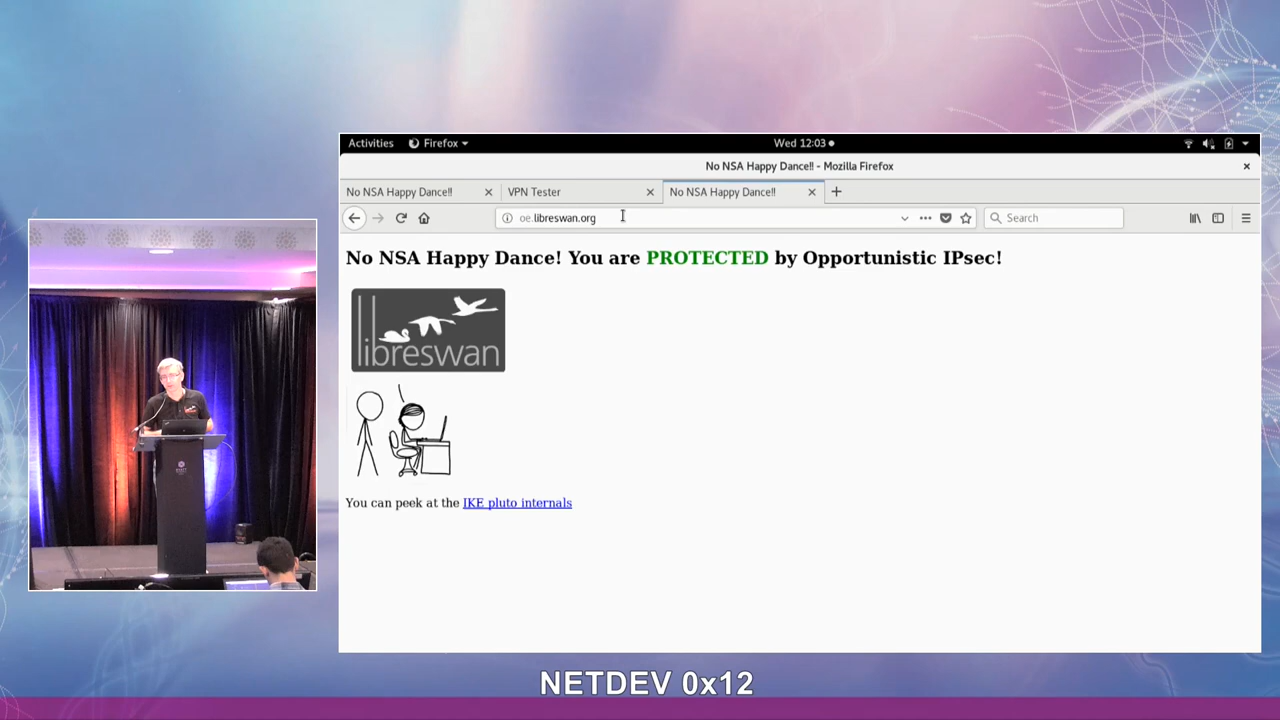 Activities Firefox Wed 12:03
No NSA Happy Dance!! - Mozilla Firefox
No NSA Happy Dance!! VPN Tester No NSA Happy Dance!!
oe.libreswan.org Search
No NSA Happy Dance! You are PROTECTED by Opportunistic IPsec!
libreswan
You can peek at the IKE pluto internals
NETDEV 0x12